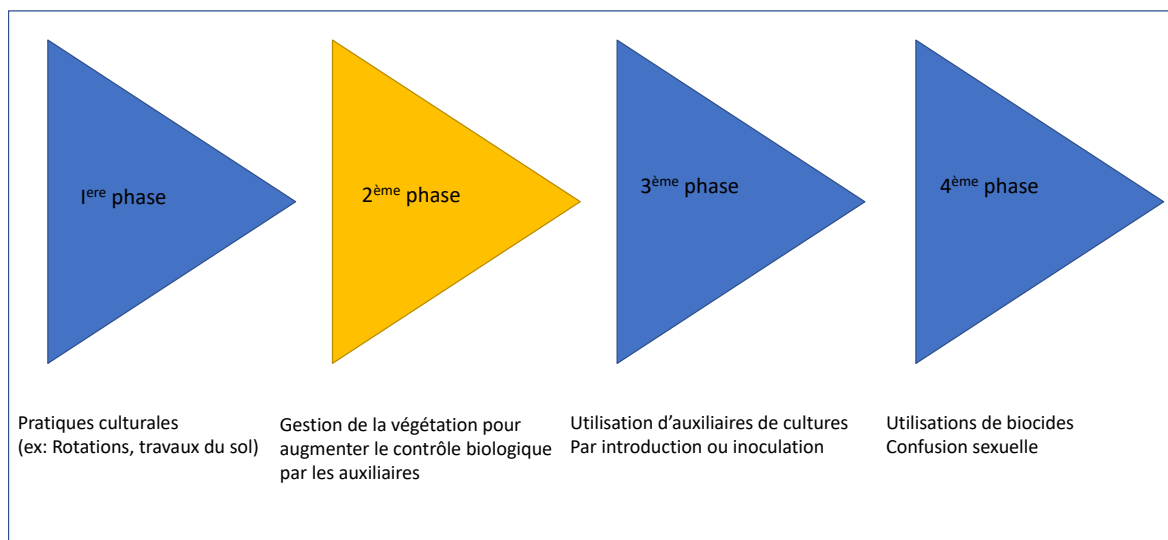 Iere phase
2ème phase
3ème phase
4ème phase
Pratiques culturales
(ex: Rotations, travaux du sol)
Gestion de la végétation pour
augmenter le contrôle biologique
par les auxiliaires
Utilisation d’auxiliaires de cultures
Par introduction ou inoculation
Utilisations de biocides
Confusion sexuelle